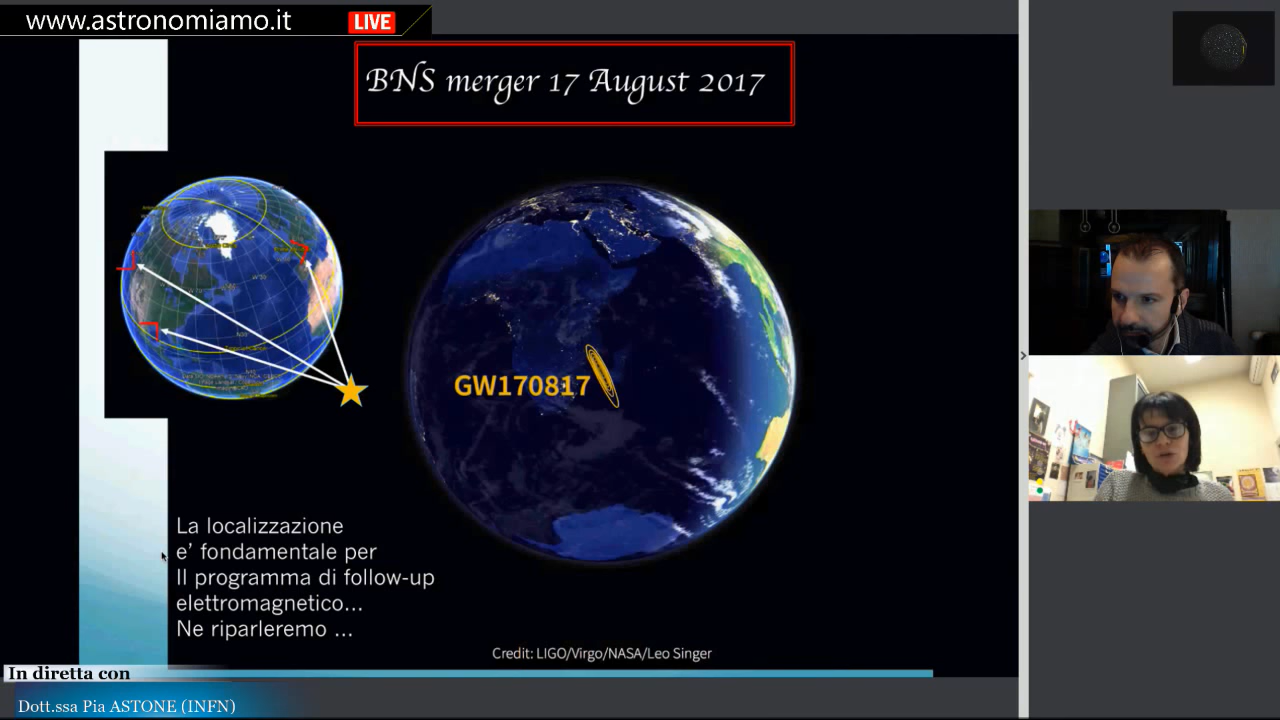 www.astronomiamo.it LIVE
BNS merger 17 August 2017
GW170817
La localizzazione
e’ fondamentale per
Il programma di follow-up
elettromagnetico...
Ne riparleremo ...
Credit: LIGO/Virgo/NASA/Leo Singer
In diretta con
Dott.ssa Pia ASTONE (INFN)